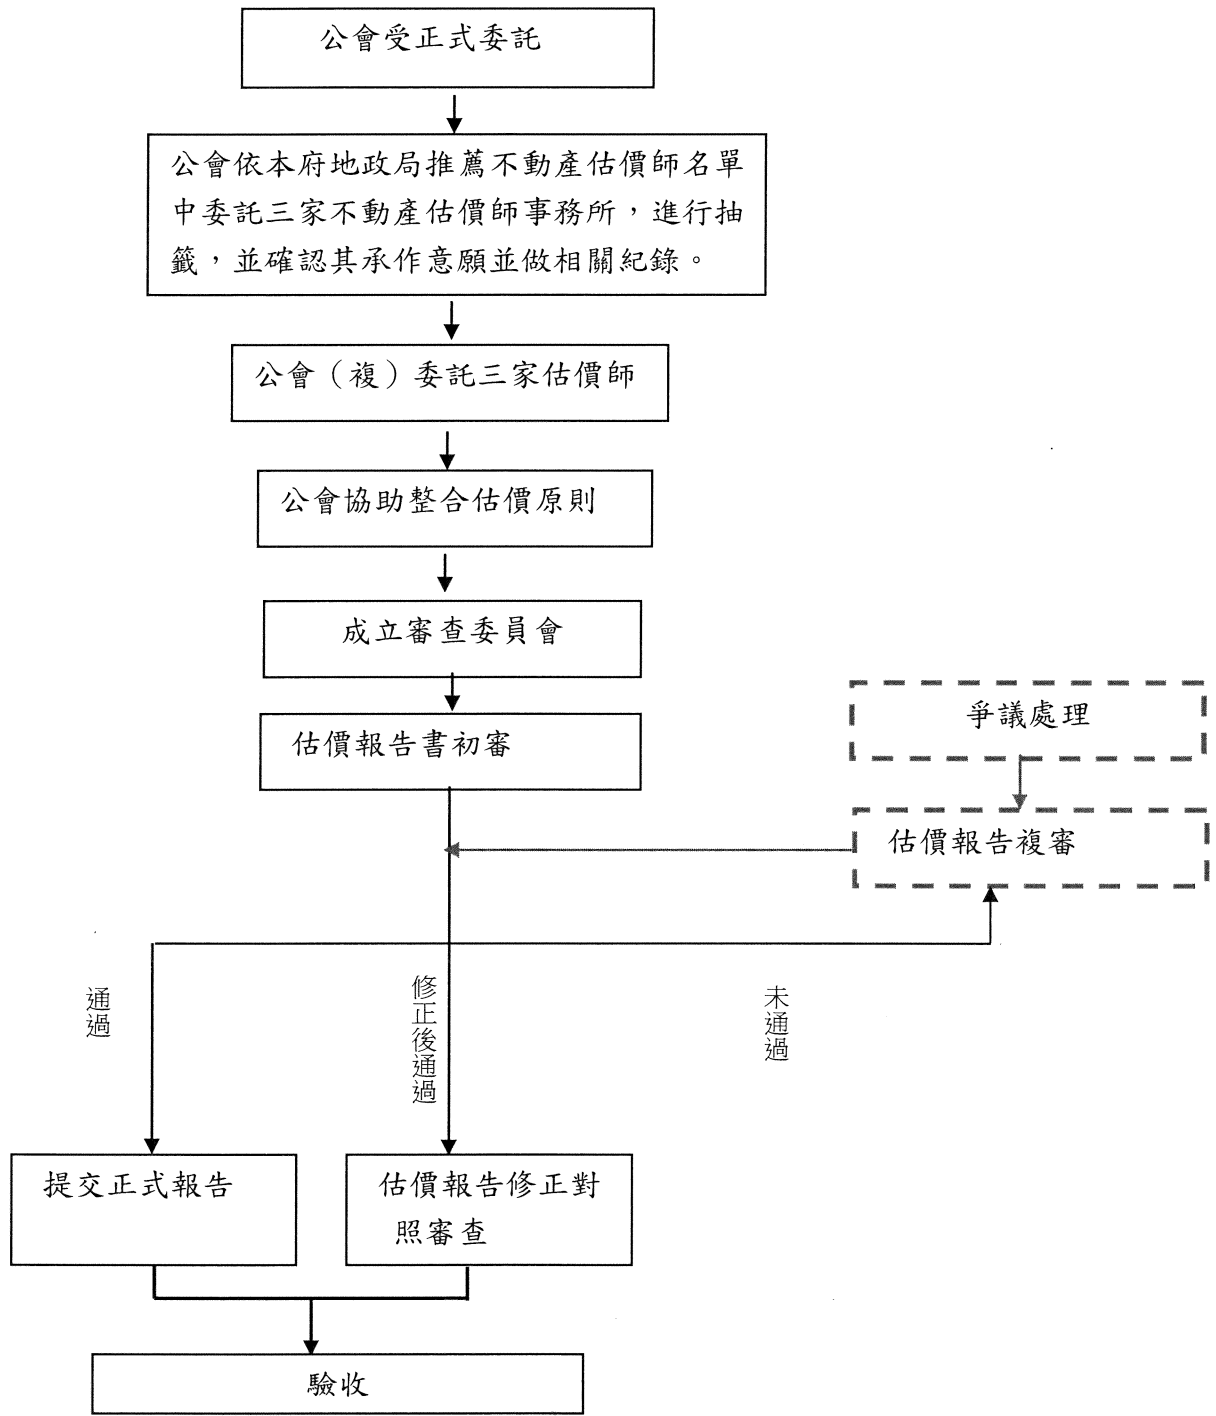 公會受正式委託
公會依本府地政局推薦不動產估價師名單
中委託三家不動產估價師事務所，進行抽
籤，並確認其承作意願並做相關紀錄。
公會（複）委託三家估價師
公會協助整合估價原則
成立審查委員會
估價報告書初審
爭議處理
估價報告複審
通過
修正後通過
未通過
提交正式報告
估價報告修正對
照審查
驗收